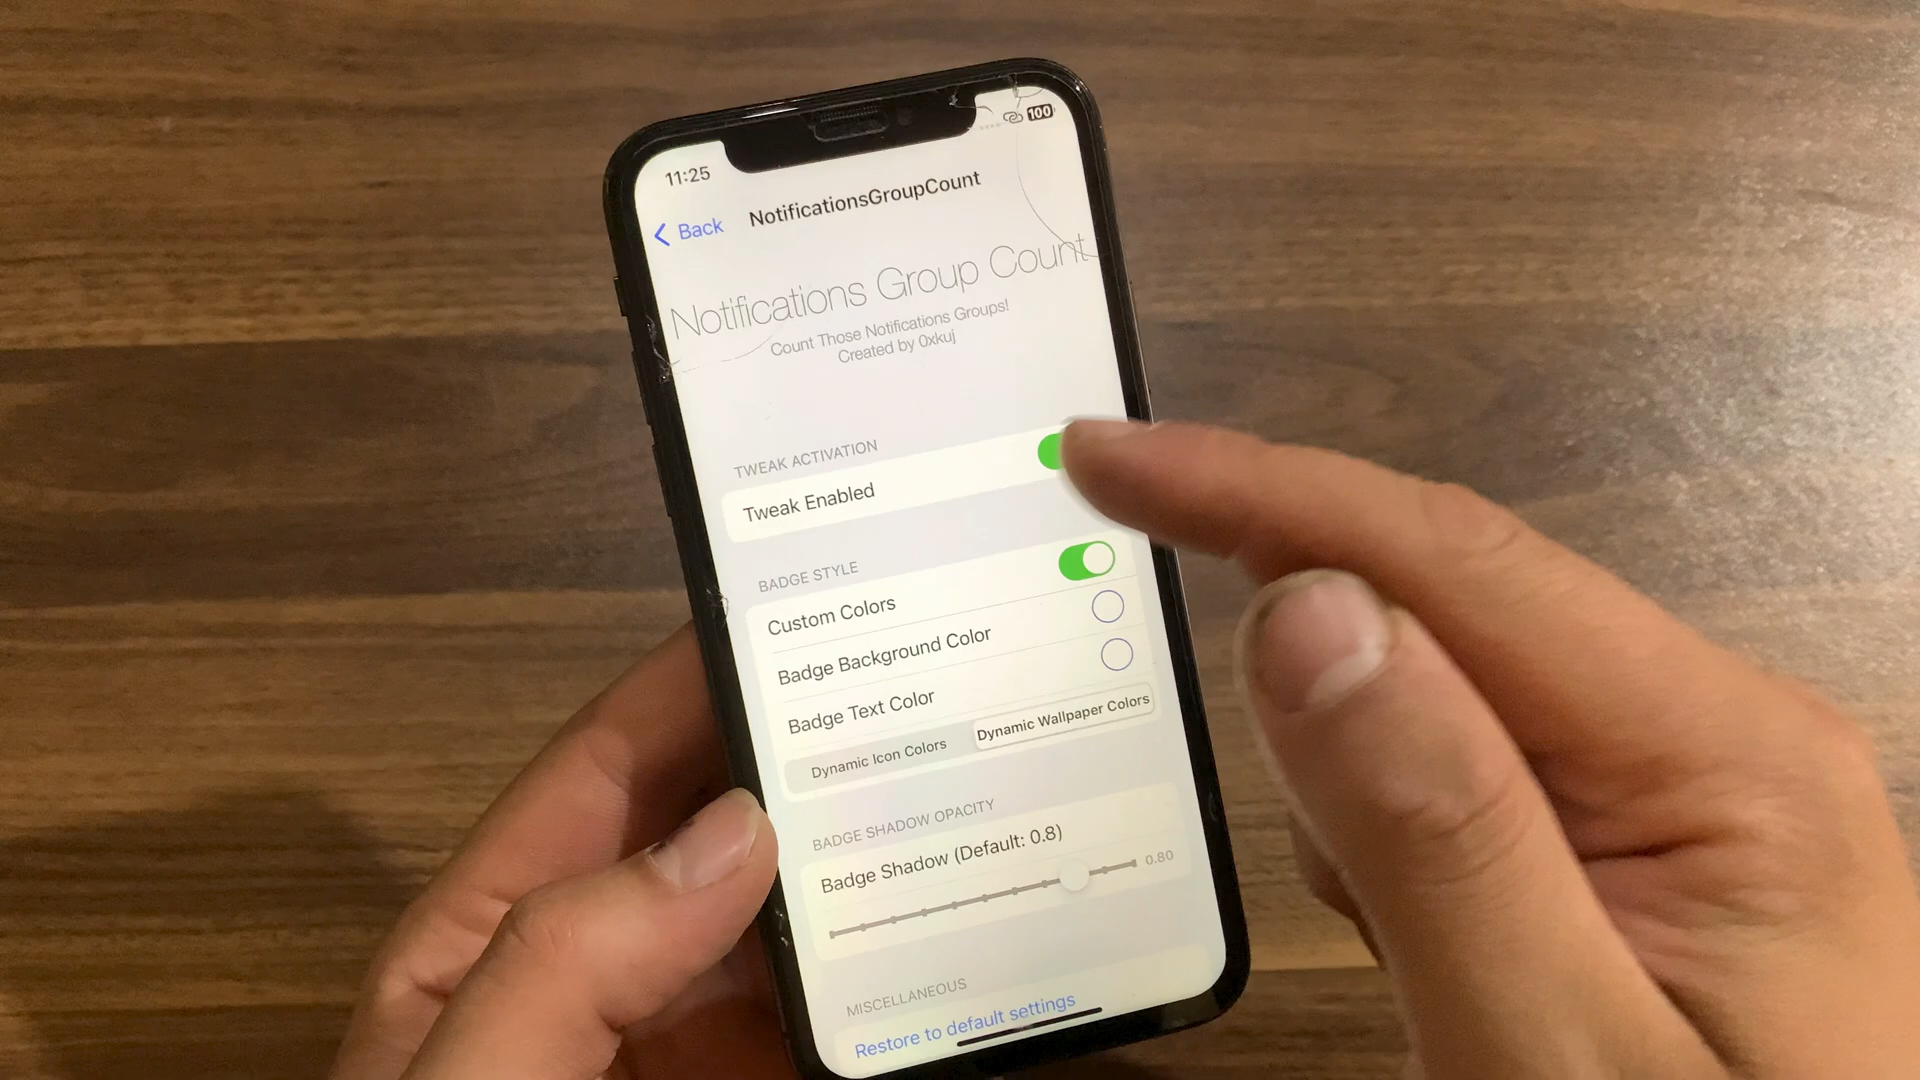 11:25
100
Back
NotificationsGroupCount
Notifications Group Count
Count Those Notifications Groups!
Created by 0xkuj
TWEAK ACTIVATION
Tweak Enabled
BADGE STYLE
Custom Colors
Badge Background Color
Badge Text Color
Dynamic Icon Colors
Dynamic Wallpaper Colors
BADGE SHADOW OPACITY
Badge Shadow (Default: 0.8)
0.80
MISCELLANEOUS
Restore to default settings